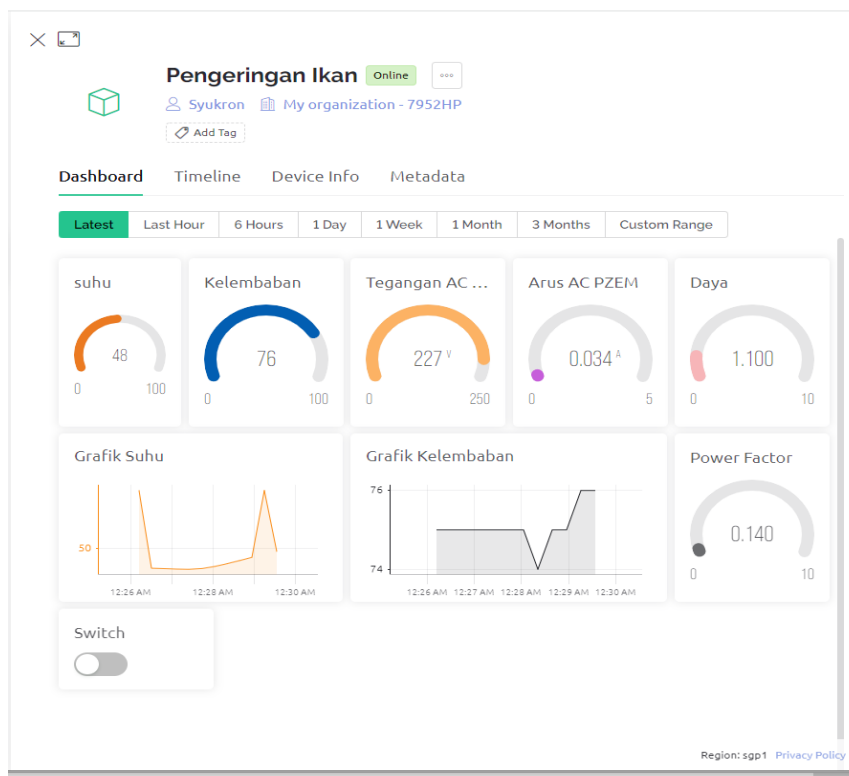 Pengeringan Ikan Online
Syukron My organization - 7952HP
Add Tag
Dashboard Timeline Device Info Metadata
Latest Last Hour 6 Hours 1 Day 1 Week 1 Month 3 Months Custom Range
suhu
48
0 100
Kelembaban
76
0 100
Tegangan AC ...
227 V
0 250
Arus AC PZEM
0.034 A
0 5
Daya
1.100
0 10
Grafik Suhu
50
12:26 AM 12:28 AM 12:30 AM
Grafik Kelembaban
76
74
12:26 AM 12:27 AM 12:28 AM 12:29 AM 12:30 AM
Power Factor
0.140
0 10
Switch
Region: sgp1 Privacy Policy